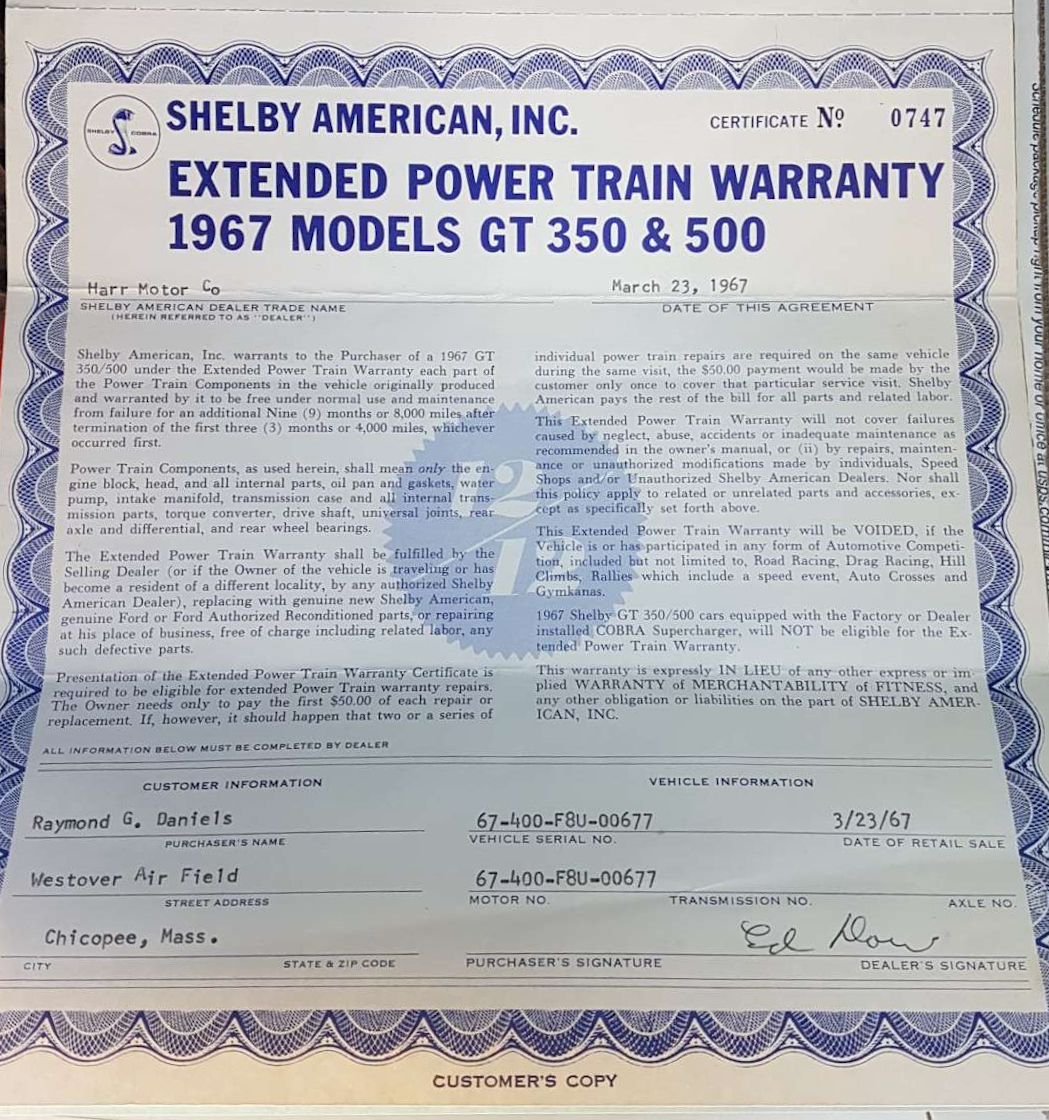 SHELBY COBRA
SHELBY AMERICAN, INC.
CERTIFICATE Nº 0747
EXTENDED POWER TRAIN WARRANTY
1967 MODELS GT 350 & 500
Harr Motor Co
March 23, 1967
SHELBY AMERICAN DEALER TRADE NAME
(HEREIN REFERRED TO AS "DEALER")
DATE OF THIS AGREEMENT
Shelby American, Inc. warrants to the Purchaser of a 1967 GT
350/500 under the Extended Power Train Warranty each part of
the Power Train Components in the vehicle originally produced
and warranted by it to be free under normal use and maintenance
from failure for an additional Nine (9) months or 8,000 miles after
termination of the first three (3) months or 4,000 miles, whichever
occurred first.
Power Train Components, as used herein, shall mean only the en-
gine block, head, and all internal parts, oil pan and gaskets, water
pump, intake manifold, transmission case and all internal trans-
mission parts, torque converter, drive shaft, universal joints, rear
axle and differential, and rear wheel bearings.
The Extended Power Train Warranty shall be fulfilled by the
Selling Dealer (or if the Owner of the vehicle is traveling or has
become a resident of a different locality, by any authorized Shelby
American Dealer), replacing with genuine new Shelby American,
genuine Ford or Ford Authorized Reconditioned parts, or repairing
at his place of business, free of charge including related labor, any
such defective parts.
Presentation of the Extended Power Train Warranty Certificate is
required to be eligible for extended Power Train warranty repairs.
The Owner needs only to pay the first $50.00 of each repair or
replacement. If, however, it should happen that two or a series of
individual power train repairs are required on the same vehicle
during the same visit, the $50.00 payment would be made by the
customer only once to cover that particular service visit. Shelby
American pays the rest of the bill for all parts and related labor.
This Extended Power Train Warranty will not cover failures
caused by neglect, abuse, accidents or inadequate maintenance as
recommended in the owner's manual, or (ii) by repairs, mainten-
ance or unauthorized modifications made by individuals, Speed
Shops and/or Unauthorized Shelby American Dealers. Nor shall
this policy apply to related or unrelated parts and accessories, ex-
cept as specifically set forth above.
This Extended Power Train Warranty will be VOIDED, if the
Vehicle is or has participated in any form of Automotive Competi-
tion, included but not limited to, Road Racing, Drag Racing, Hill
Climbs, Rallies which include a speed event, Auto Crosses and
Gymkanas.
1967 Shelby GT 350/500 cars equipped with the Factory or Dealer
installed COBRA Supercharger, will NOT be eligible for the Ex-
tended Power Train Warranty.
This warranty is expressly IN LIEU of any other express or im-
plied WARRANTY of MERCHANTABILITY of FITNESS, and
any other obligation or liabilities on the part of SHELBY AMER-
ICAN, INC.
12/12
ALL INFORMATION BELOW MUST BE COMPLETED BY DEALER
CUSTOMER INFORMATION
VEHICLE INFORMATION
Raymond G. Daniels
67-400-F8U-00677
3/23/67
PURCHASER'S NAME
VEHICLE SERIAL NO.
DATE OF RETAIL SALE
Westover Air Field
67-400-F8U-00677
STREET ADDRESS
MOTOR NO.
TRANSMISSION NO.
AXLE NO.
Chicopee, Mass.
Ed Dow
CITY
STATE & ZIP CODE
PURCHASER'S SIGNATURE
DEALER'S SIGNATURE
CUSTOMER'S COPY
pickup right from your home or office at usps.com